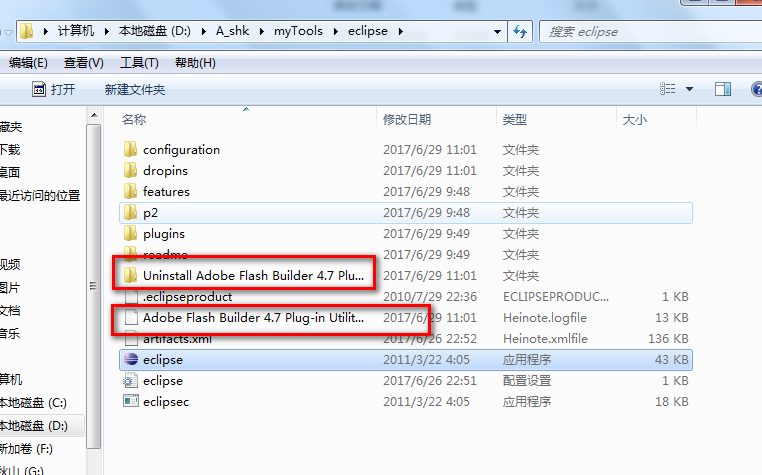 计算机 本地磁盘 (D:) A_shk myTools eclipse 搜索 eclipse
编辑(E) 查看(V) 工具(T) 帮助(H)
打开 新建文件夹
名称 修改日期 类型 大小
藏夹
configuration 2017/6/29 11:01 文件夹
下载
dropins 2017/6/29 11:01 文件夹
桌面
features 2017/6/29 9:48 文件夹
最近访问的位置
p2 2017/6/29 9:48 文件夹
plugins 2017/6/29 9:49 文件夹
readme 2017/6/29 9:49 文件夹
视频
Uninstall Adobe Flash Builder 4.7 Plu... 2017/6/29 11:01 文件夹
图片
.eclipseproduct 2010/7/29 22:36 ECLIPSEPRODUC... 1 KB
文档
Adobe Flash Builder 4.7 Plug-in Utilit... 2017/6/29 11:01 Heinote.logfile 13 KB
音乐
artifacts.xml 2017/6/26 22:52 Heinote.xmlfile 136 KB
eclipse 2011/3/22 4:05 应用程序 43 KB
算机
eclipse 2017/6/26 22:51 配置设置 1 KB
本地磁盘 (C:)
eclipsec 2011/3/22 4:05 应用程序 18 KB
本地磁盘 (D:)
新加卷 (F:)
秋山 (G:)